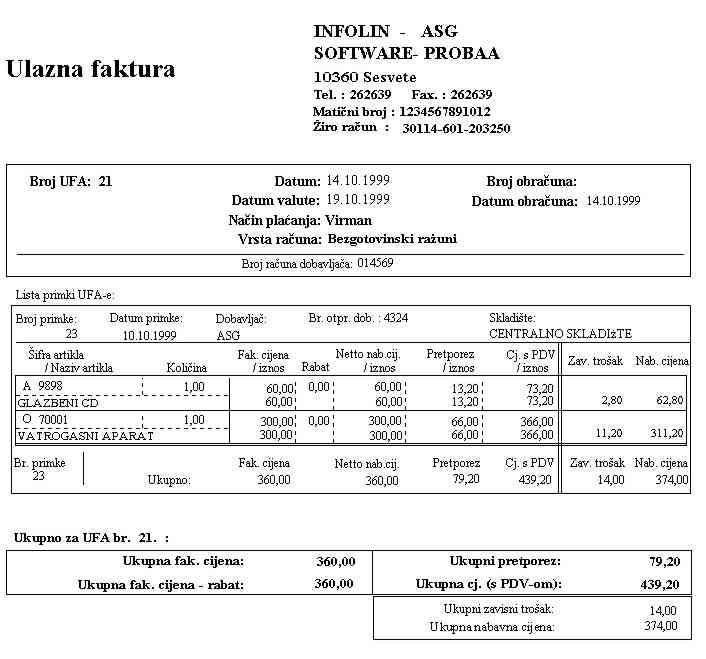 INFOLIN - ASG
SOFTWARE- PROBAA
Ulazna faktura
10360 Sesvete
Tel. : 262639 Fax. : 262639
Matični broj : 1234567891012
Žiro račun : 30114-601-203250
Broj UFA: 21 Datum: 14.10.1999 Broj obračuna:
Datum valute: 19.10.1999 Datum obračuna: 14.10.1999
Način plaćanja: Virman
Vrsta računa: Bezgotovinski ražuni
Broj računa dobavljača: 014569
Lista primki UFA-e:
Broj primke: Datum primke: Dobavljač: Br. otpr. dob. : 4324 Skladište:
23 10.10.1999 ASG CENTRALNO SKLADIżTE
Šifra artikla Fak. cijena Netto nab.cij. Pretporez Cj. s PDV
/ Naziv artikla Količina / iznos Rabat / iznos / iznos / iznos Zav. trošak Nab. cijena
A 9898 1,00 60,00 0,00 60,00 13,20 73,20
GLAZBENI CD 60,00 60,00 13,20 73,20 2,80 62,80
O 70001 1,00 300,00 0,00 300,00 66,00 366,00
VATROGASNI APARAT 300,00 300,00 66,00 366,00 11,20 311,20
Br. primke Fak. cijena Netto nab.cij. Pretporez Cj. s PDV Zav. trošak Nab. cijena
23 Ukupno: 360,00 360,00 79,20 439,20 14,00 374,00
Ukupno za UFA br. 21. :
Ukupna fak. cijena: 360,00 Ukupni pretporez: 79,20
Ukupna fak. cijena - rabat: 360,00 Ukupna cj. (s PDV-om): 439,20
Ukupni zavisni trošak: 14,00
Ukupna nabavna cijena: 374,00